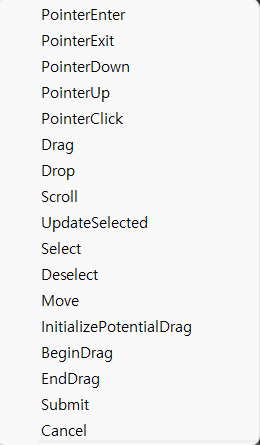 PointerEnter
PointerExit
PointerDown
PointerUp
PointerClick
Drag
Drop
Scroll
UpdateSelected
Select
Deselect
Move
InitializePotentialDrag
BeginDrag
EndDrag
Submit
Cancel